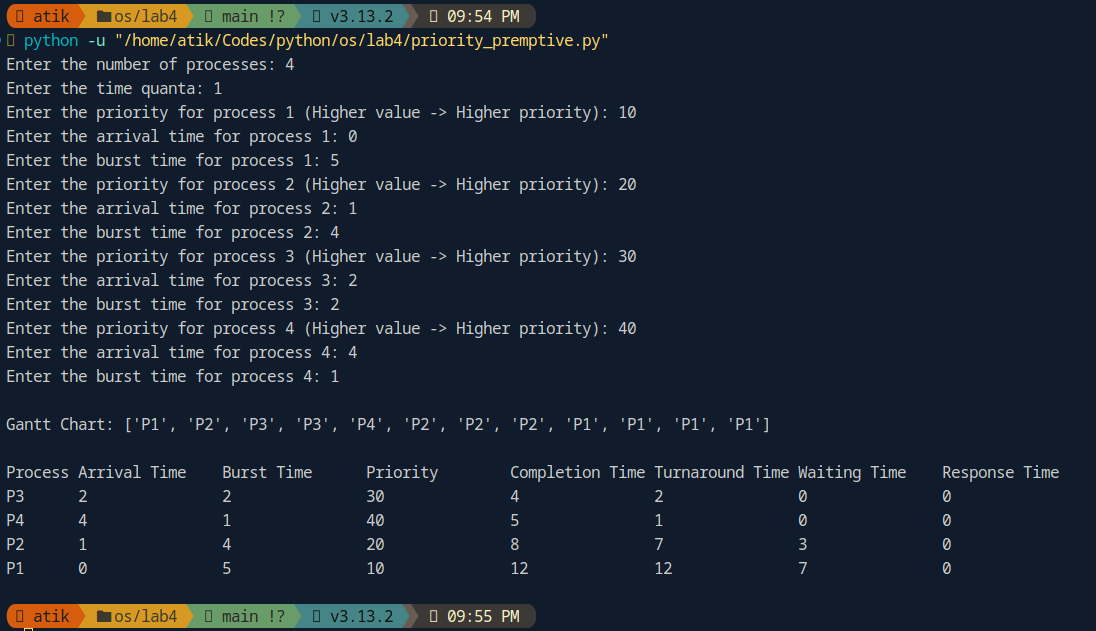 atik os/lab4 main !? v3.13.2 09:54 PM
python -u "/home/atik/Codes/python/os/lab4/priority_premptive.py"
Enter the number of processes: 4
Enter the time quanta: 1
Enter the priority for process 1 (Higher value -> Higher priority): 10
Enter the arrival time for process 1: 0
Enter the burst time for process 1: 5
Enter the priority for process 2 (Higher value -> Higher priority): 20
Enter the arrival time for process 2: 1
Enter the burst time for process 2: 4
Enter the priority for process 3 (Higher value -> Higher priority): 30
Enter the arrival time for process 3: 2
Enter the burst time for process 3: 2
Enter the priority for process 4 (Higher value -> Higher priority): 40
Enter the arrival time for process 4: 4
Enter the burst time for process 4: 1
Gantt Chart: ['P1', 'P2', 'P3', 'P3', 'P4', 'P2', 'P2', 'P2', 'P1', 'P1', 'P1', 'P1']
Process Arrival Time Burst Time Priority Completion Time Turnaround Time Waiting Time Response Time
P3 2 2 30 4 2 0 0
P4 4 1 40 5 1 0 0
P2 1 4 20 8 7 3 0
P1 0 5 10 12 12 7 0
atik os/lab4 main !? v3.13.2 09:55 PM